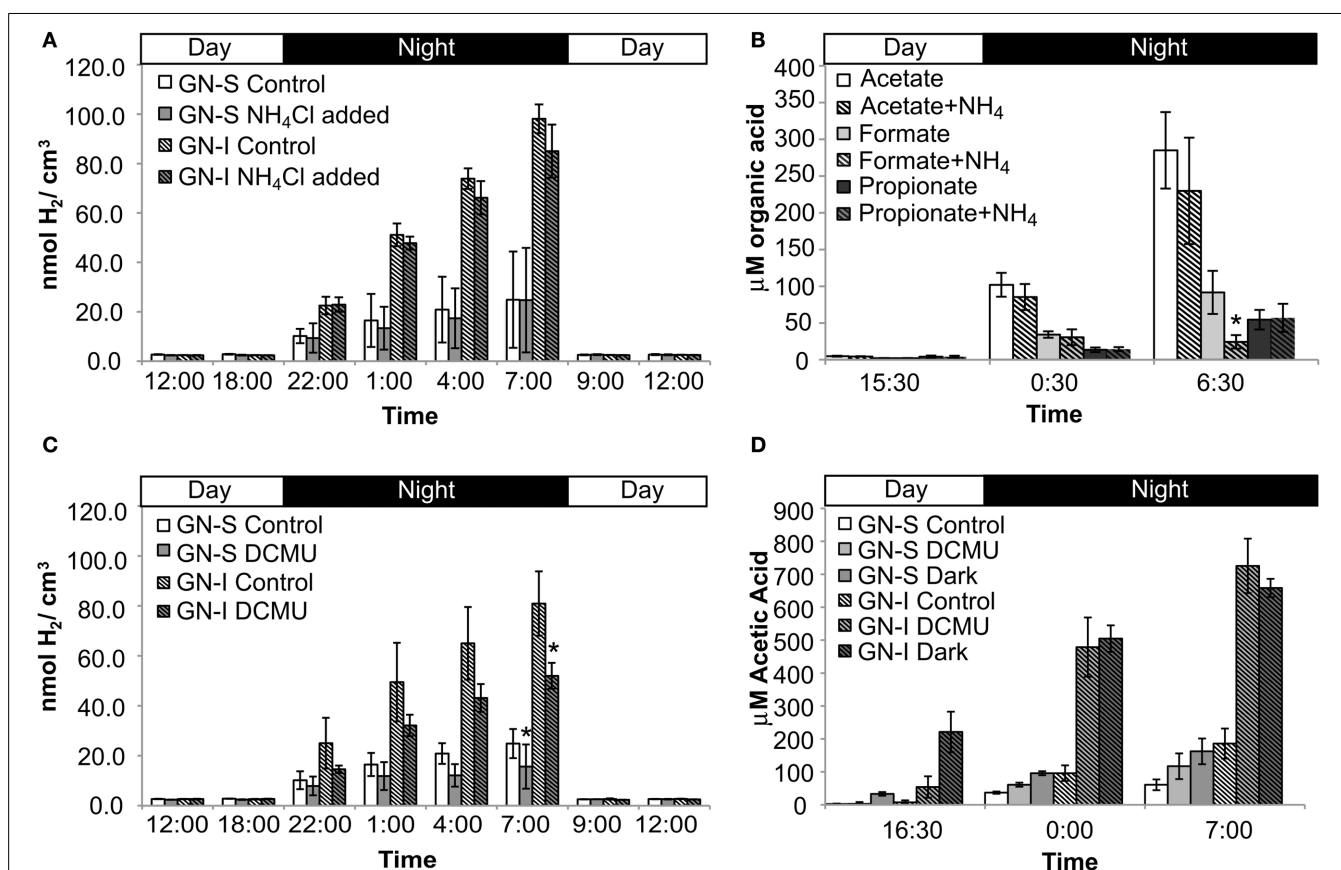 A
Day Night Day
120.0
100.0
80.0
60.0
40.0
20.0
0.0
nmol H2/ cm3
GN-S Control
GN-S NH4Cl added
GN-I Control
GN-I NH4Cl added
12:00 18:00 22:00 1:00 4:00 7:00 9:00 12:00
Time
B
Day Night
400
350
300
250
200
150
100
50
0
μM organic acid
Acetate
Acetate+NH4
Formate
Formate+NH4
Propionate
Propionate+NH4
*
15:30 0:30 6:30
Time
C
Day Night Day
120.0
100.0
80.0
60.0
40.0
20.0
0.0
nmol H2/ cm3
GN-S Control
GN-S DCMU
GN-I Control
GN-I DCMU
*
*
12:00 18:00 22:00 1:00 4:00 7:00 9:00 12:00
Time
D
Day Night
900
800
700
600
500
400
300
200
100
0
μM Acetic Acid
GN-S Control
GN-S DCMU
GN-S Dark
GN-I Control
GN-I DCMU
GN-I Dark
16:30 0:00 7:00
Time